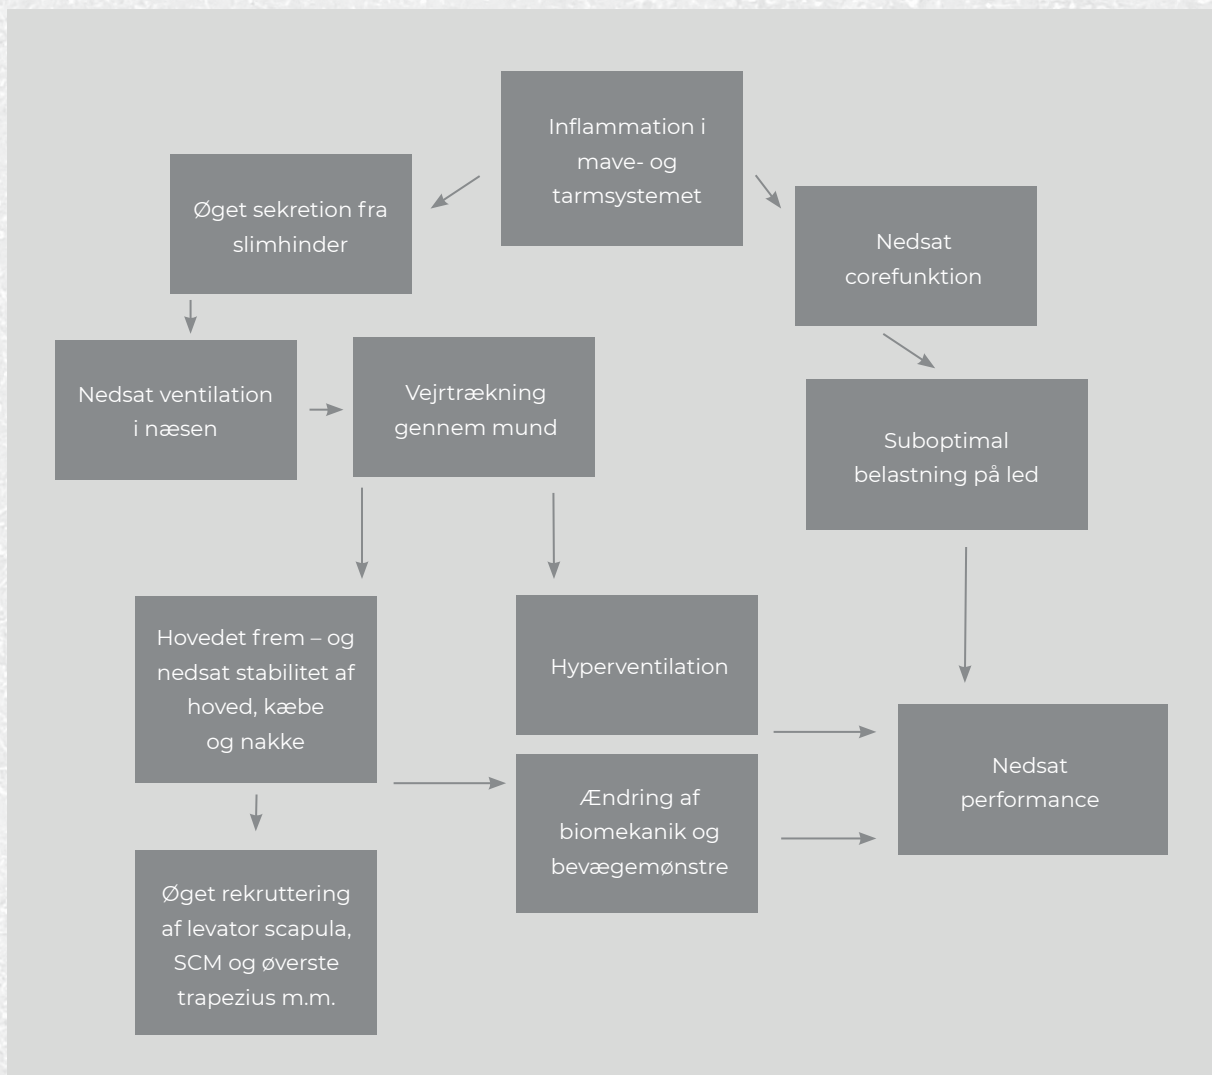 Inflammation i
mave- og
tarmsystemet
Øget sekretion fra
slimhinder
Nedsat
corefunktion
Nedsat ventilation
i næsen
Vejrtrækning
gennem mund
Suboptimal
belastning på led
Hovedet frem – og
nedsat stabilitet af
hoved, kæbe
og nakke
Hyperventilation
Nedsat
performance
Ændring af
biomekanik og
bevægemønstre
Øget rekruttering
af levator scapula,
SCM og øverste
trapezius m.m.